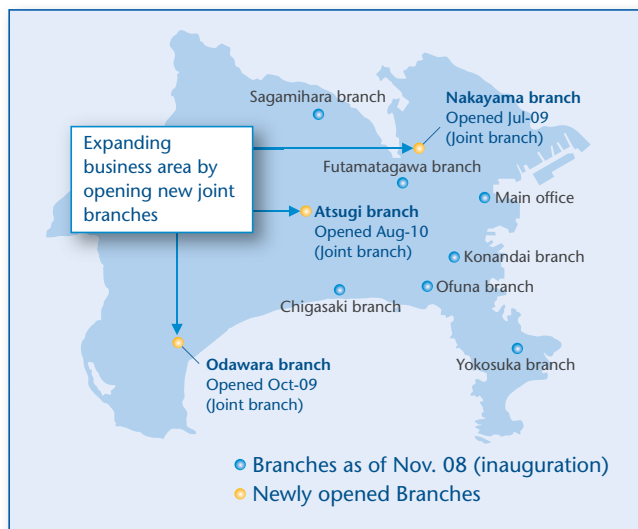 Sagamihara branch
Nakayama branch
Opened Jul-09
(Joint branch)
Expanding
business area by
opening new joint
branches
Futamatagawa branch
Main office
Atsugi branch
Opened Aug-10
(Joint branch)
Konandai branch
Ofuna branch
Chigasaki branch
Yokosuka branch
Odawara branch
Opened Oct-09
(Joint branch)
Branches as of Nov. 08 (inauguration)
Newly opened Branches